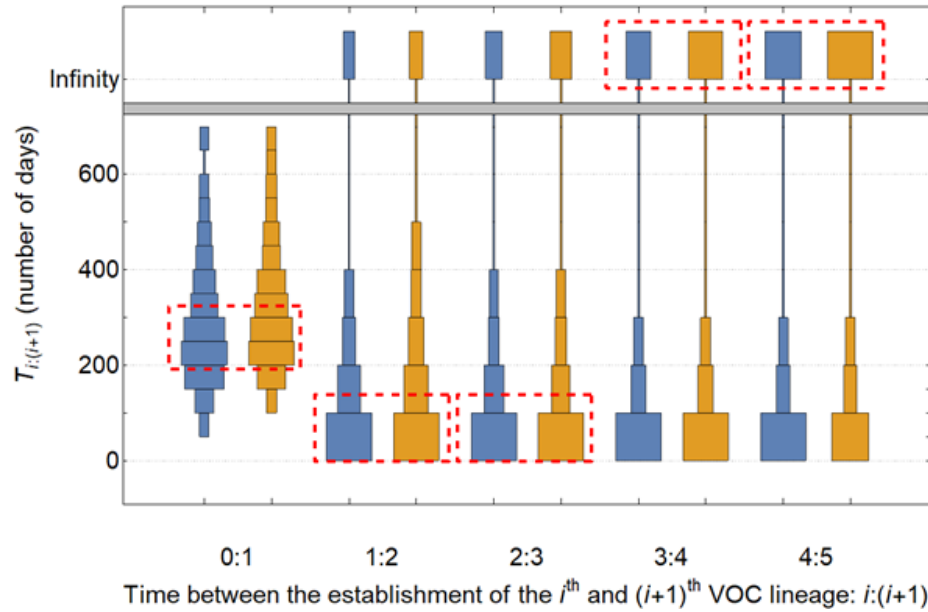 Infinity
600
400
200
0
T i:(i+1) (number of days)
0:1 1:2 2:3 3:4 4:5
Time between the establishment of the i th and (i+1) th VOC lineage: i:(i+1)